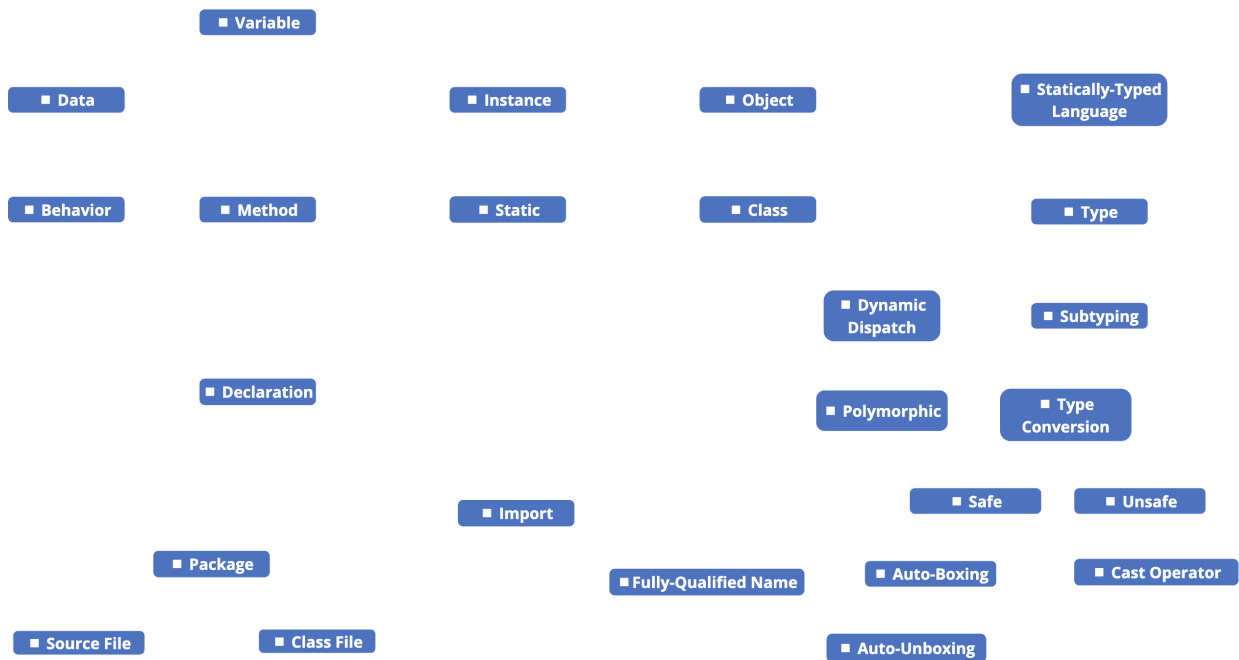 ■ Variable
■ Data
■ Instance
■ Object
■ Statically-Typed
Language
■ Behavior
■ Method
■ Static
■ Class
■ Type
■ Dynamic
Dispatch
■ Subtyping
■ Declaration
■ Polymorphic
■ Type
Conversion
■ Safe
■ Unsafe
■ Import
■ Package
■ Fully-Qualified Name
■ Auto-Boxing
■ Cast Operator
■ Source File
■ Class File
■ Auto-Unboxing